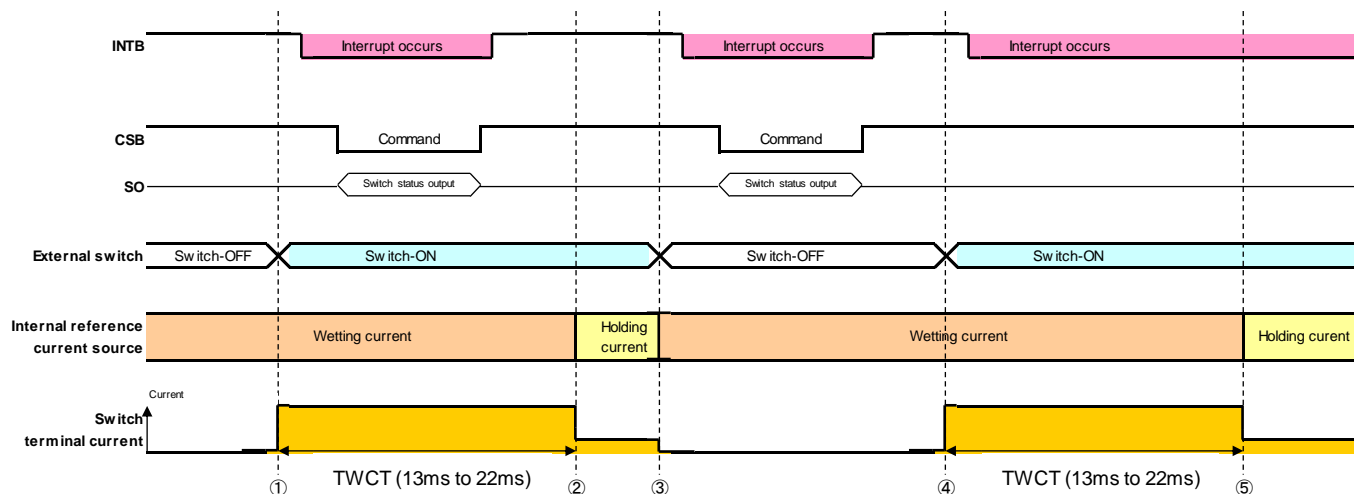 INTB
Interrupt occurs
Interrupt occurs
Interrupt occurs
CSB
Command
Command
SO
Switch status output
Switch status output
External switch
Switch-OFF
Switch-ON
Switch-OFF
Switch-ON
Internal reference
current source
Wetting current
Holding
current
Wetting current
Holding curent
Current
Switch
terminal current
TWCT (13ms to 22ms)
TWCT (13ms to 22ms)
① ② ③ ④ ⑤